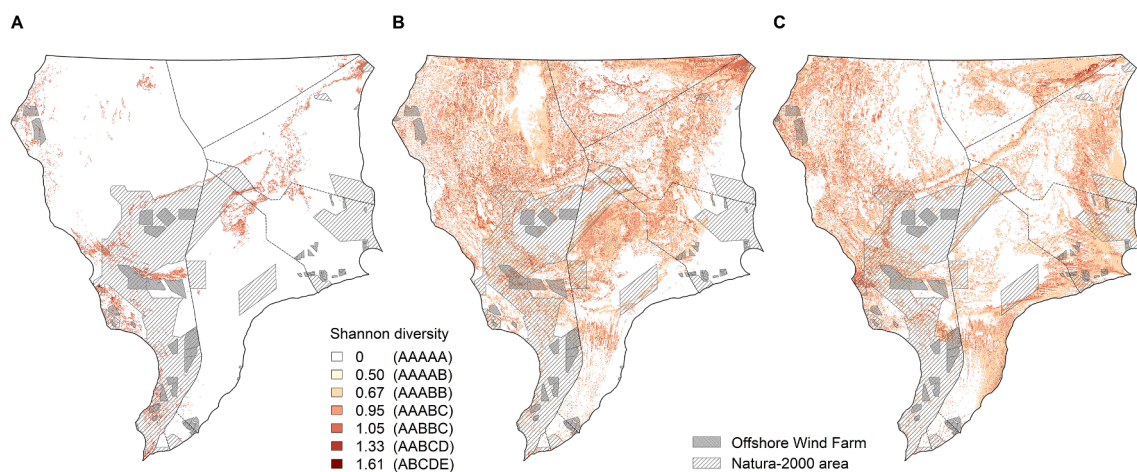 A
B
C
Shannon diversity
0 (AAAAA)
0.50 (AAAAB)
0.67 (AAABB)
0.95 (AAABC)
1.05 (AABBC)
1.33 (AABCD)
1.61 (ABCDE)
Offshore Wind Farm
Natura-2000 area